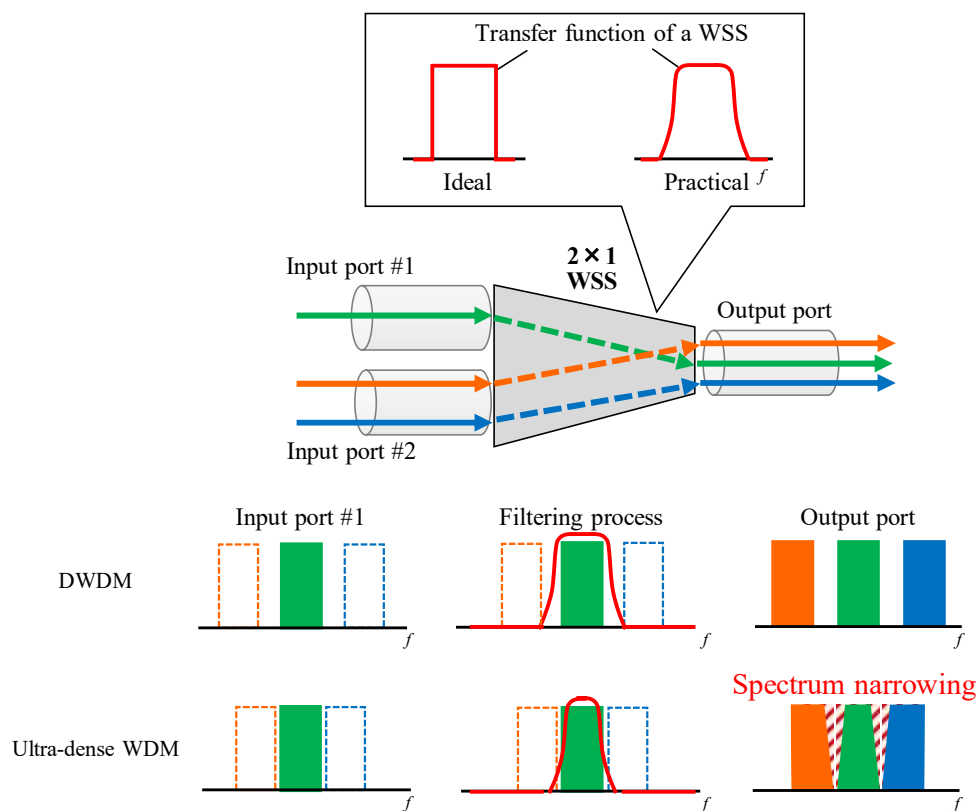 Transfer function of a WSS
Ideal
Practical f
2×1
WSS
Input port #1
Output port
Input port #2
Input port #1
Filtering process
Output port
DWDM
f
f
f
Spectrum narrowing
Ultra-dense WDM
f
f
f